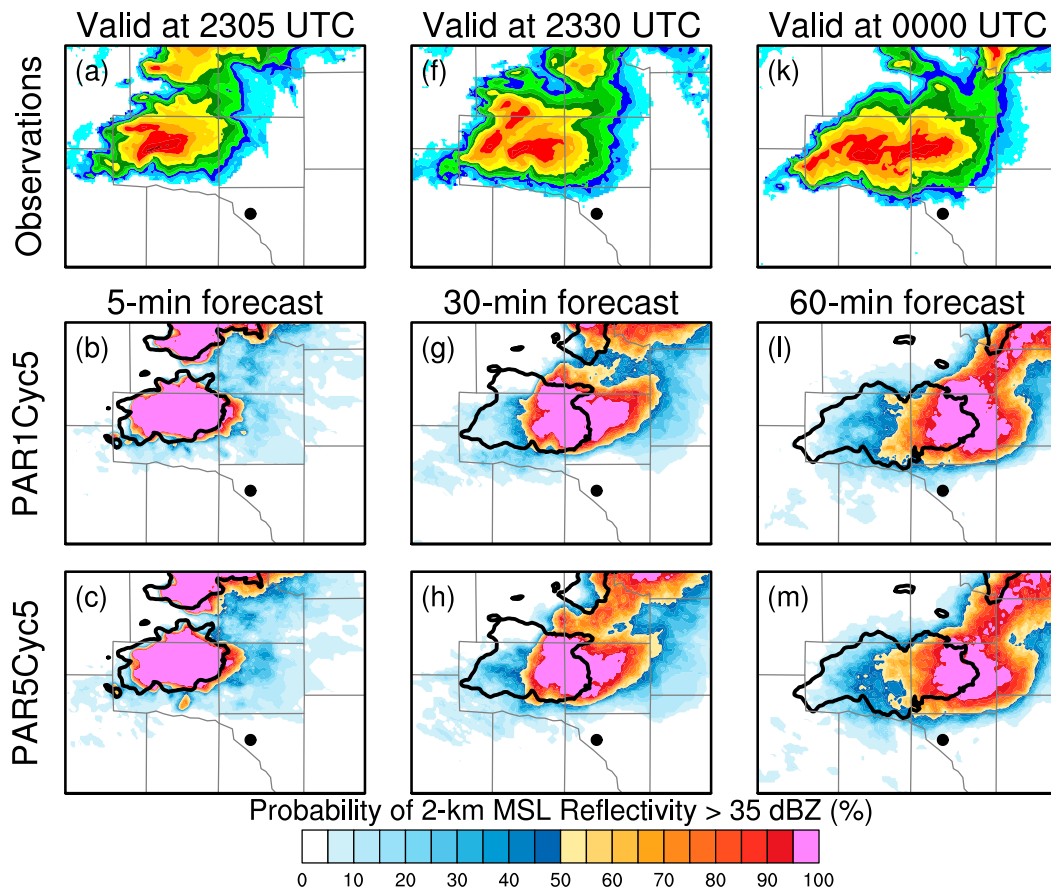 Valid at 2305 UTC Valid at 2330 UTC Valid at 0000 UTC
Observations
(a) (f) (k)
5-min forecast 30-min forecast 60-min forecast
PAR1Cyc5
(b) (g) (l)
PAR5Cyc5
(c) (h) (m)
Probability of 2-km MSL Reflectivity > 35 dBZ (%)
0 10 20 30 40 50 60 70 80 90 100